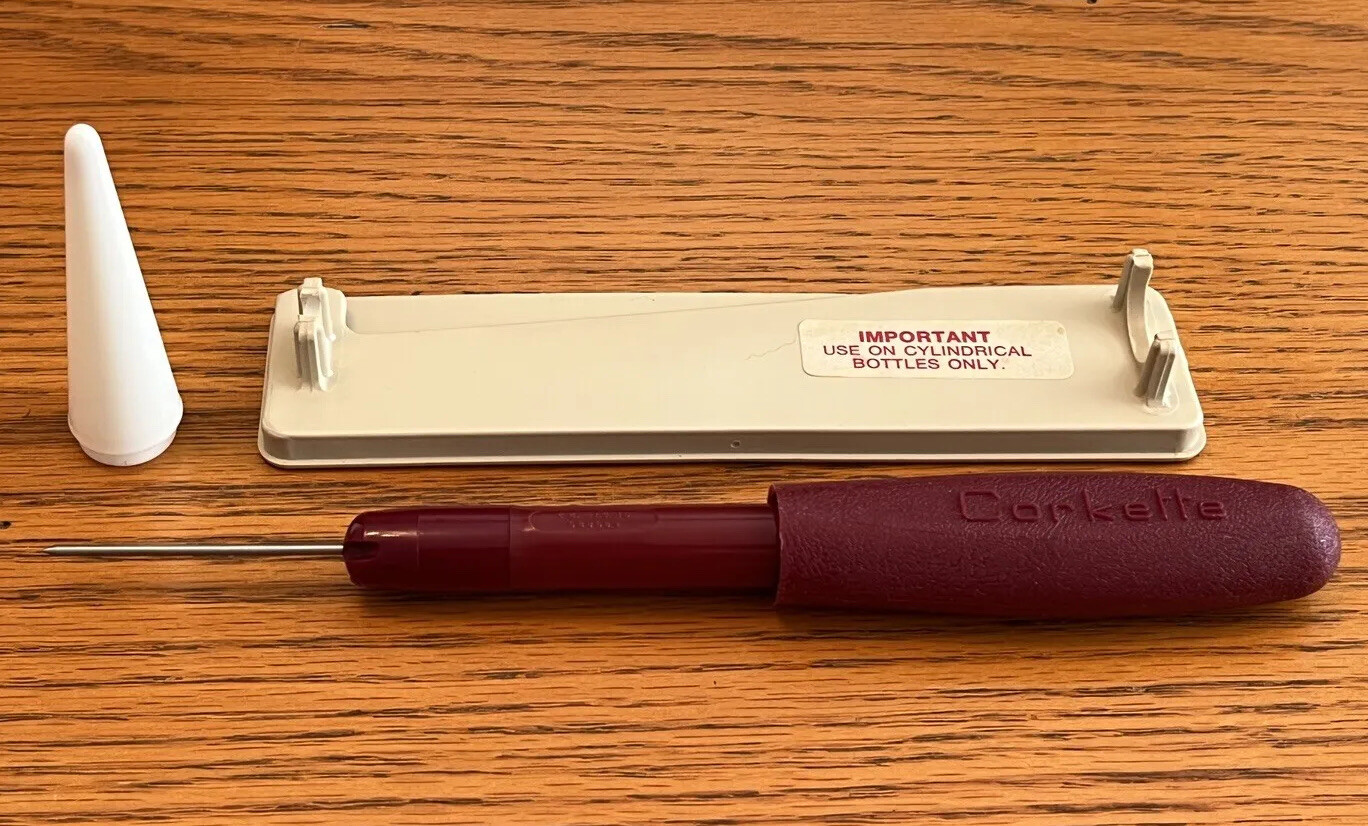 IMPORTANT
USE ON CYLINDRICAL
BOTTLES ONLY.
Corkette